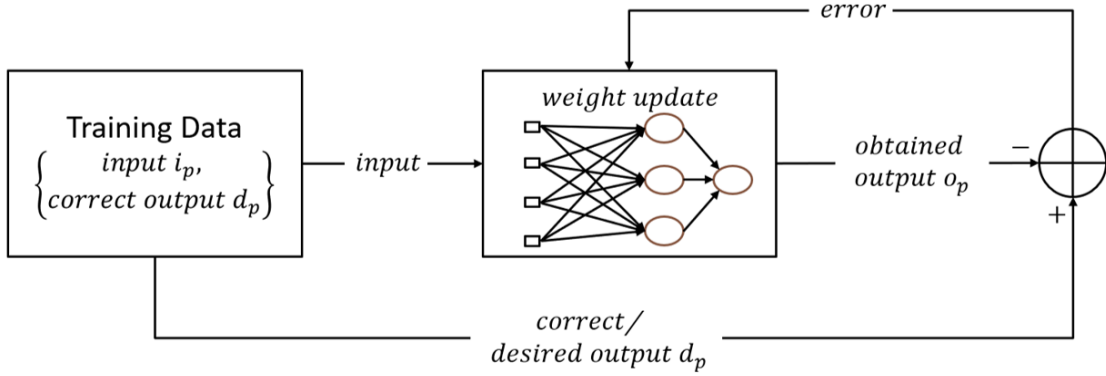 error
Training Data
{input i_p,
correct output d_p}
input
weight update
obtained
output o_p
−
+
correct/
desired output d_p